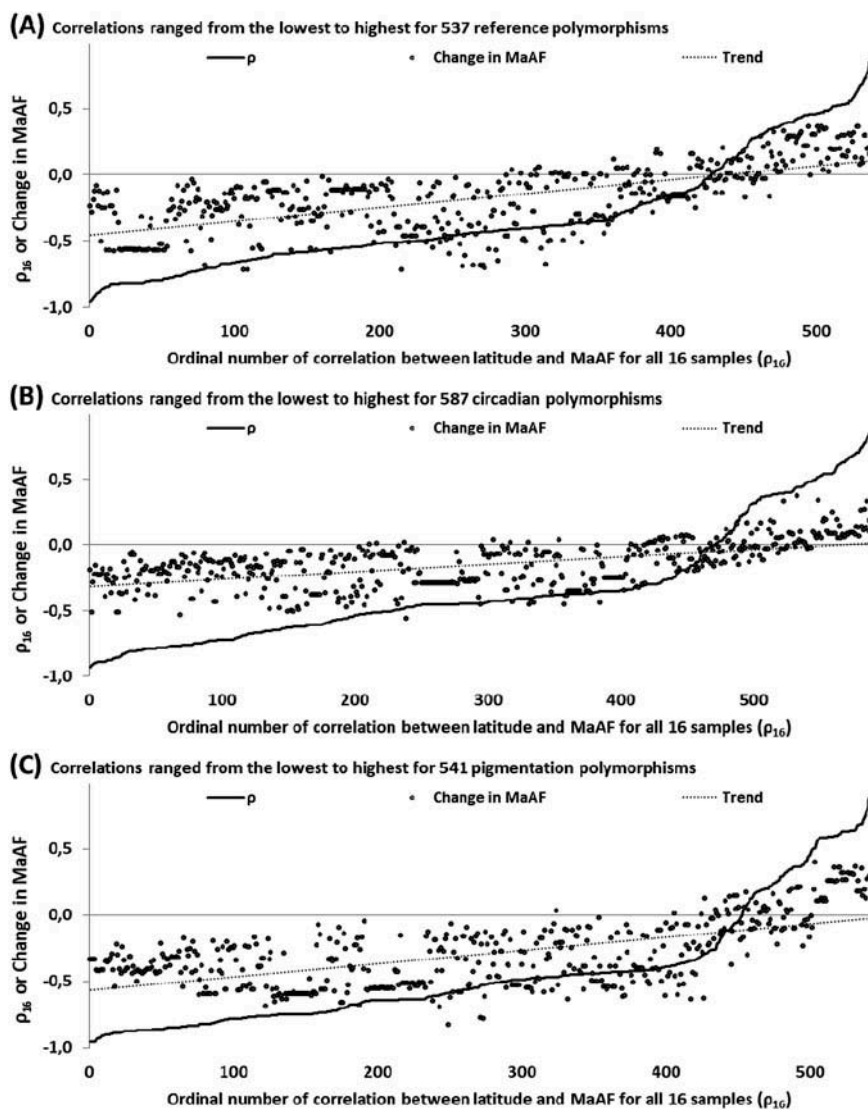 (A) Correlations ranged from the lowest to highest for 537 reference polymorphisms
ρ Change in MaAF Trend
0,5
0,0
-0,5
-1,0
ρ₁₆ or Change in MaAF
0 100 200 300 400 500
Ordinal number of correlation between latitude and MaAF for all 16 samples (ρ₁₆)
(B) Correlations ranged from the lowest to highest for 587 circadian polymorphisms
ρ Change in MaAF Trend
0,5
0,0
-0,5
-1,0
ρ₁₆ or Change in MaAF
0 100 200 300 400 500
Ordinal number of correlation between latitude and MaAF for all 16 samples (ρ₁₆)
(C) Correlations ranged from the lowest to highest for 541 pigmentation polymorphisms
ρ Change in MaAF Trend
0,5
0,0
-0,5
-1,0
ρ₁₆ or Change in MaAF
0 100 200 300 400 500
Ordinal number of correlation between latitude and MaAF for all 16 samples (ρ₁₆)